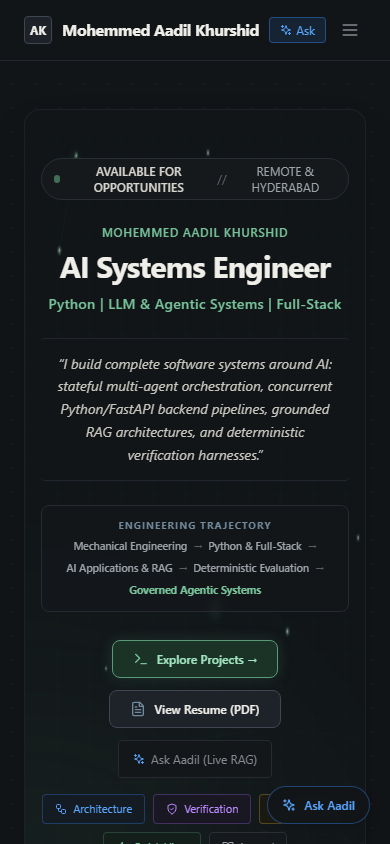 AK Mohemmed Aadil Khurshid Ask
AVAILABLE FOR
OPPORTUNITIES
//
REMOTE &
HYDERABAD
MOHEMMED AADIL KHURSHID
AI Systems Engineer
Python | LLM & Agentic Systems | Full-Stack
“I build complete software systems around AI:
stateful multi-agent orchestration, concurrent
Python/FastAPI backend pipelines, grounded
RAG architectures, and deterministic
verification harnesses.”
ENGINEERING TRAJECTORY
Mechanical Engineering → Python & Full-Stack →
AI Applications & RAG → Deterministic Evaluation →
Governed Agentic Systems
Explore Projects →
View Resume (PDF)
Ask Aadil (Live RAG)
Architecture Verification
Ask Aadil